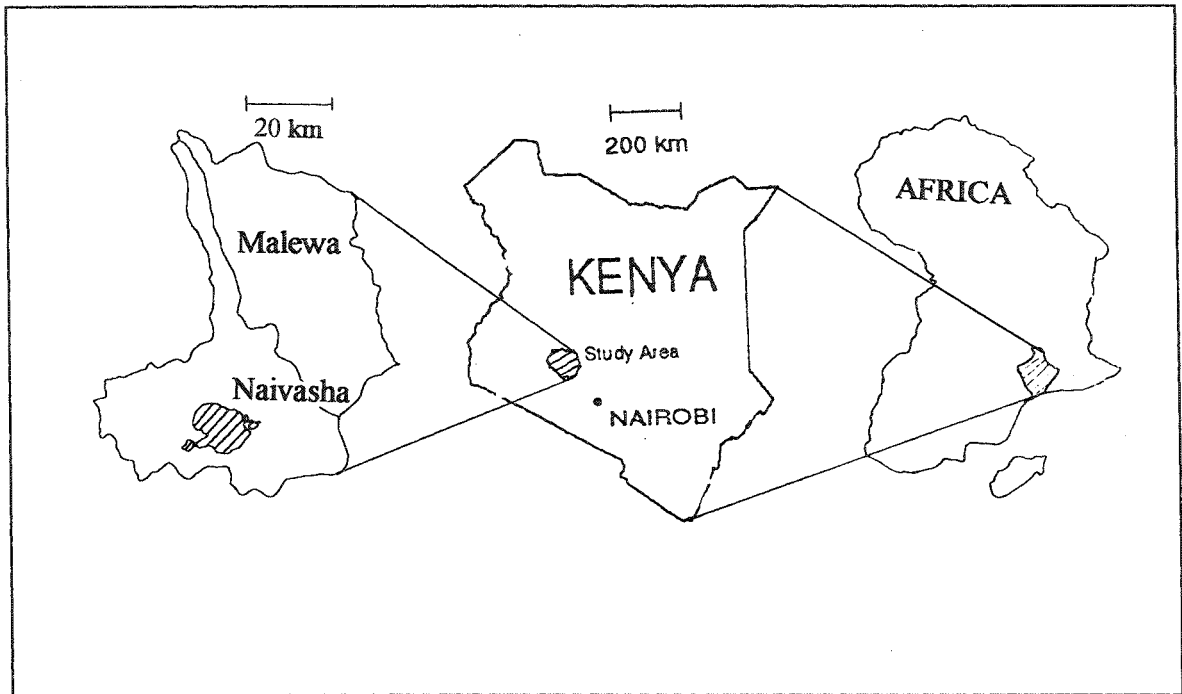 20 km
Malewa
Naivasha
200 km
KENYA
Study Area
NAIROBI
AFRICA